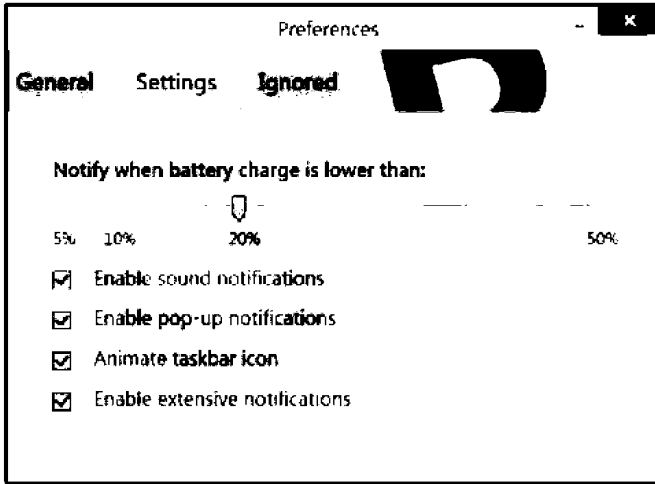 Preferences
General Settings Ignored
Notify when battery charge is lower than:
5% 10% 20% 50%
Enable sound notifications
Enable pop-up notifications
Animate taskbar icon
Enable extensive notifications